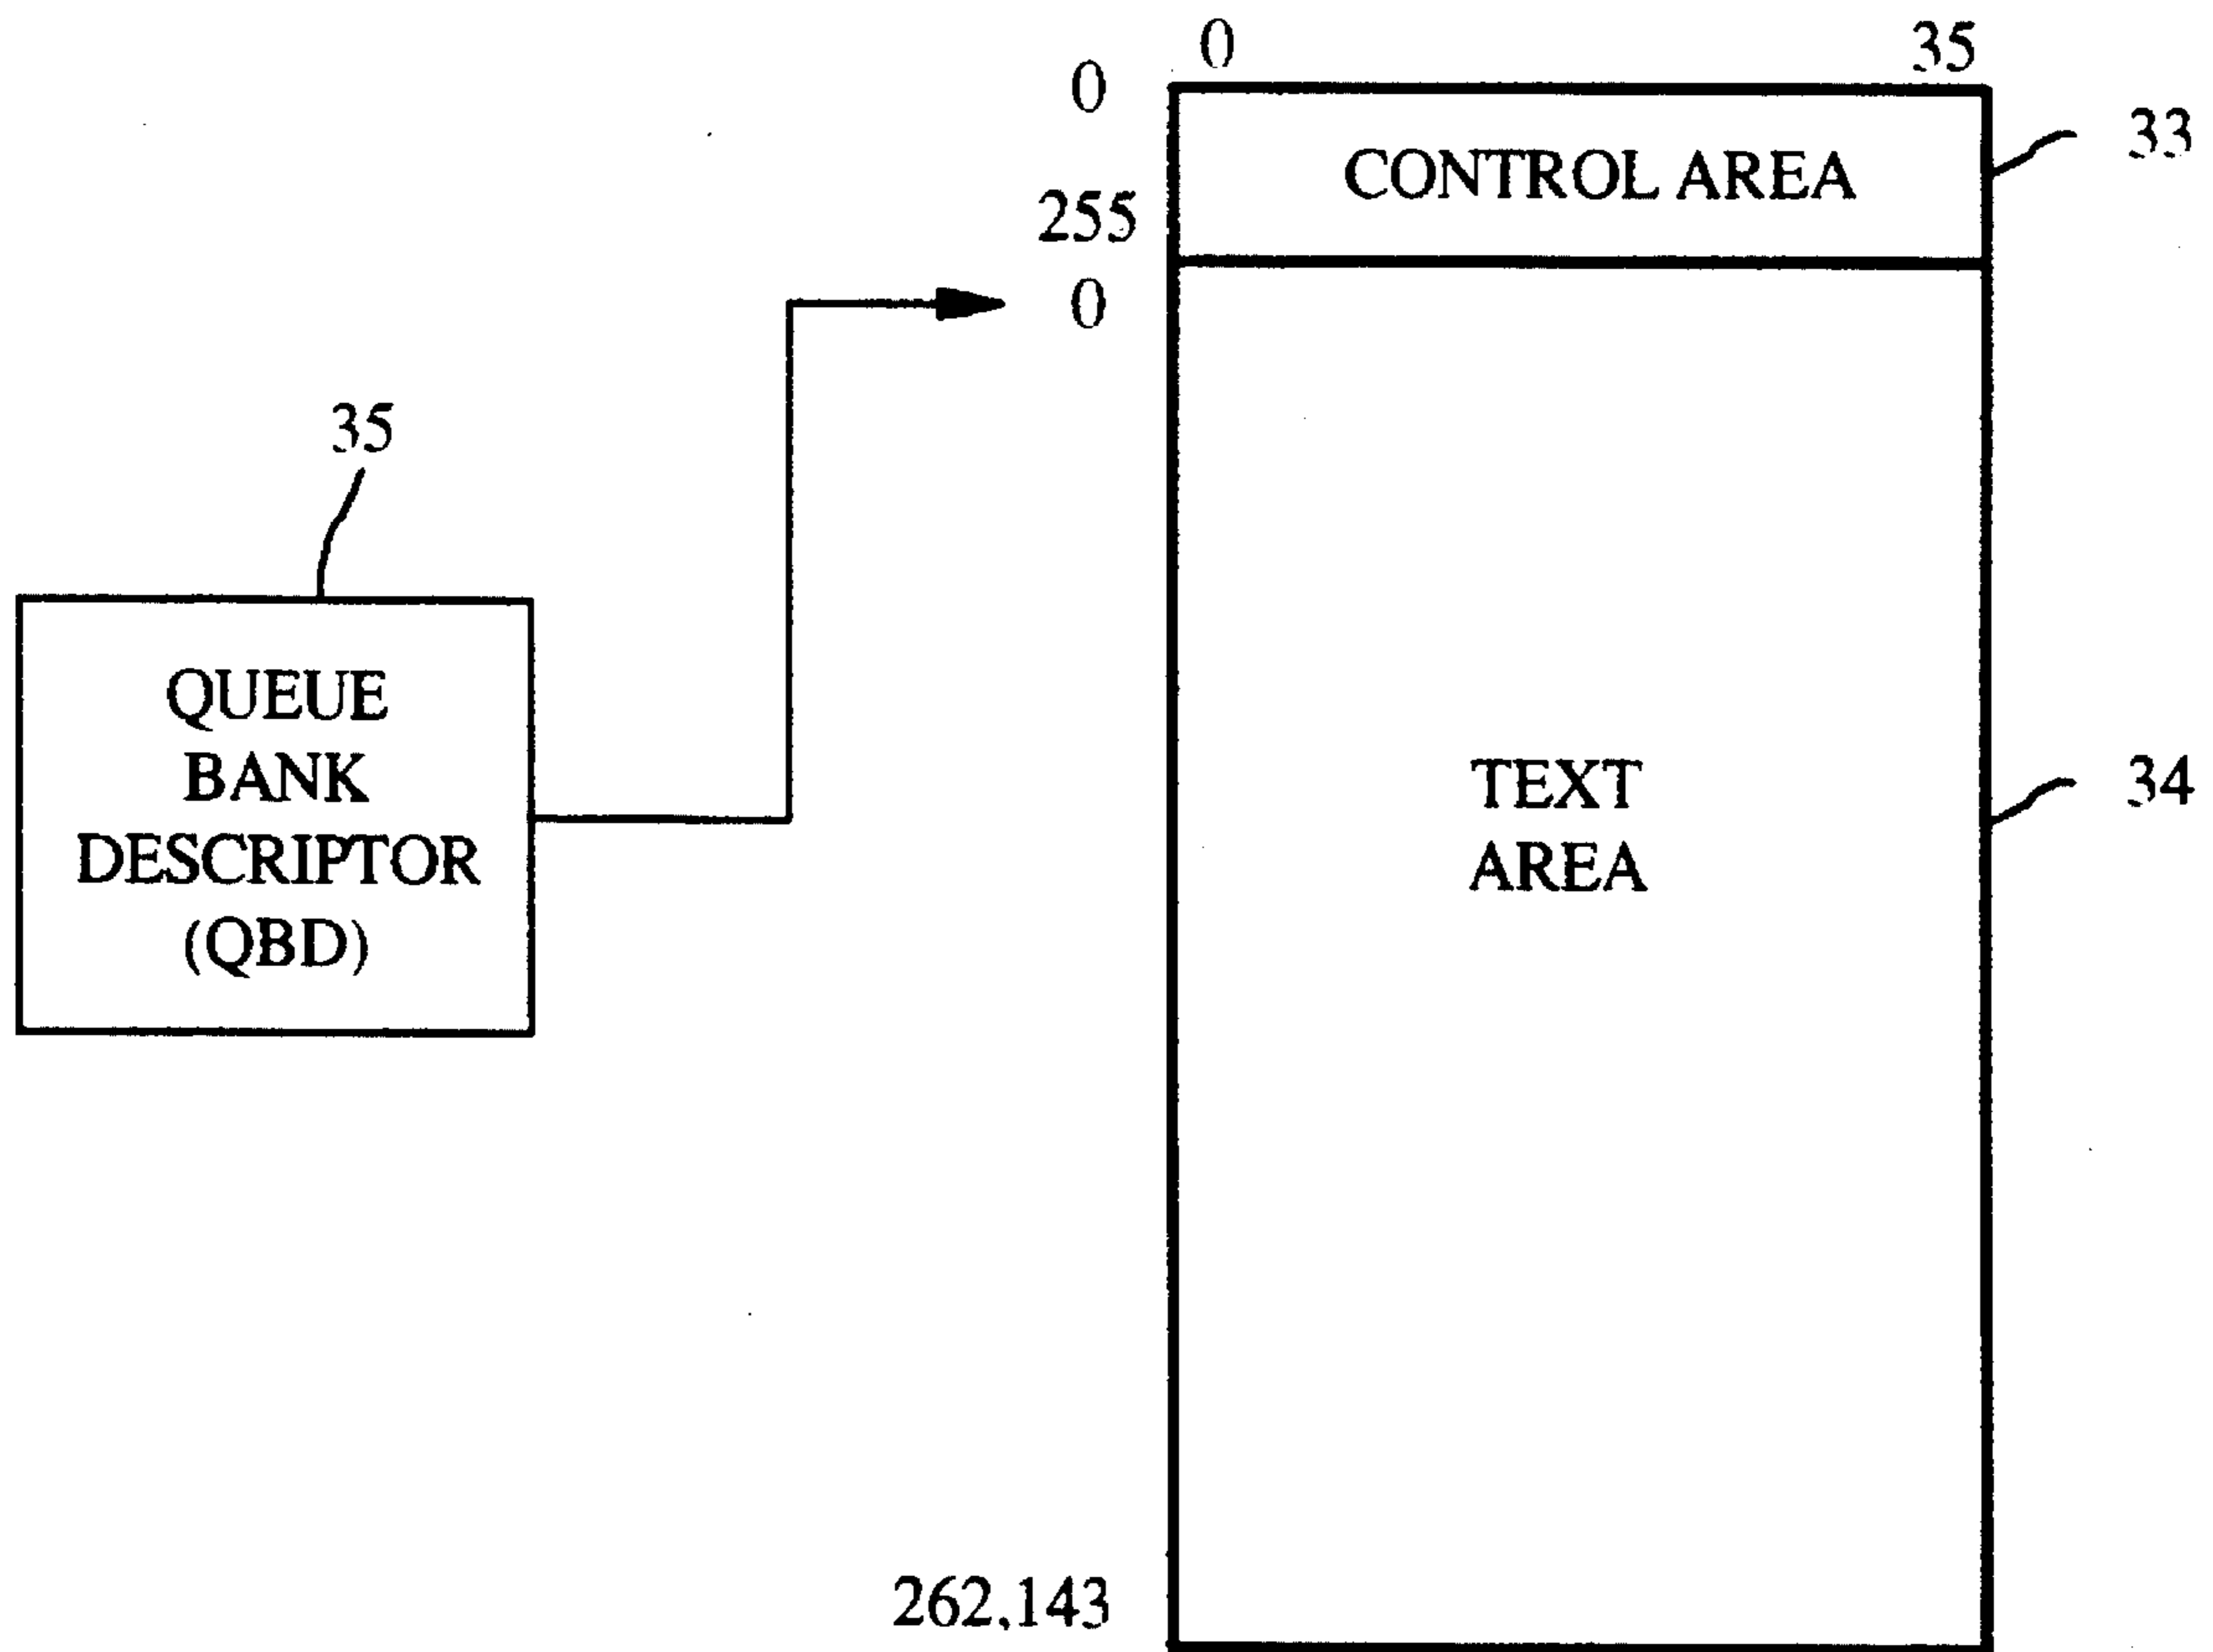 0 35
0
CONTROL AREA
33
255
0
35
QUEUE
BANK
DESCRIPTOR
(QBD)
TEXT
AREA
34
262,143